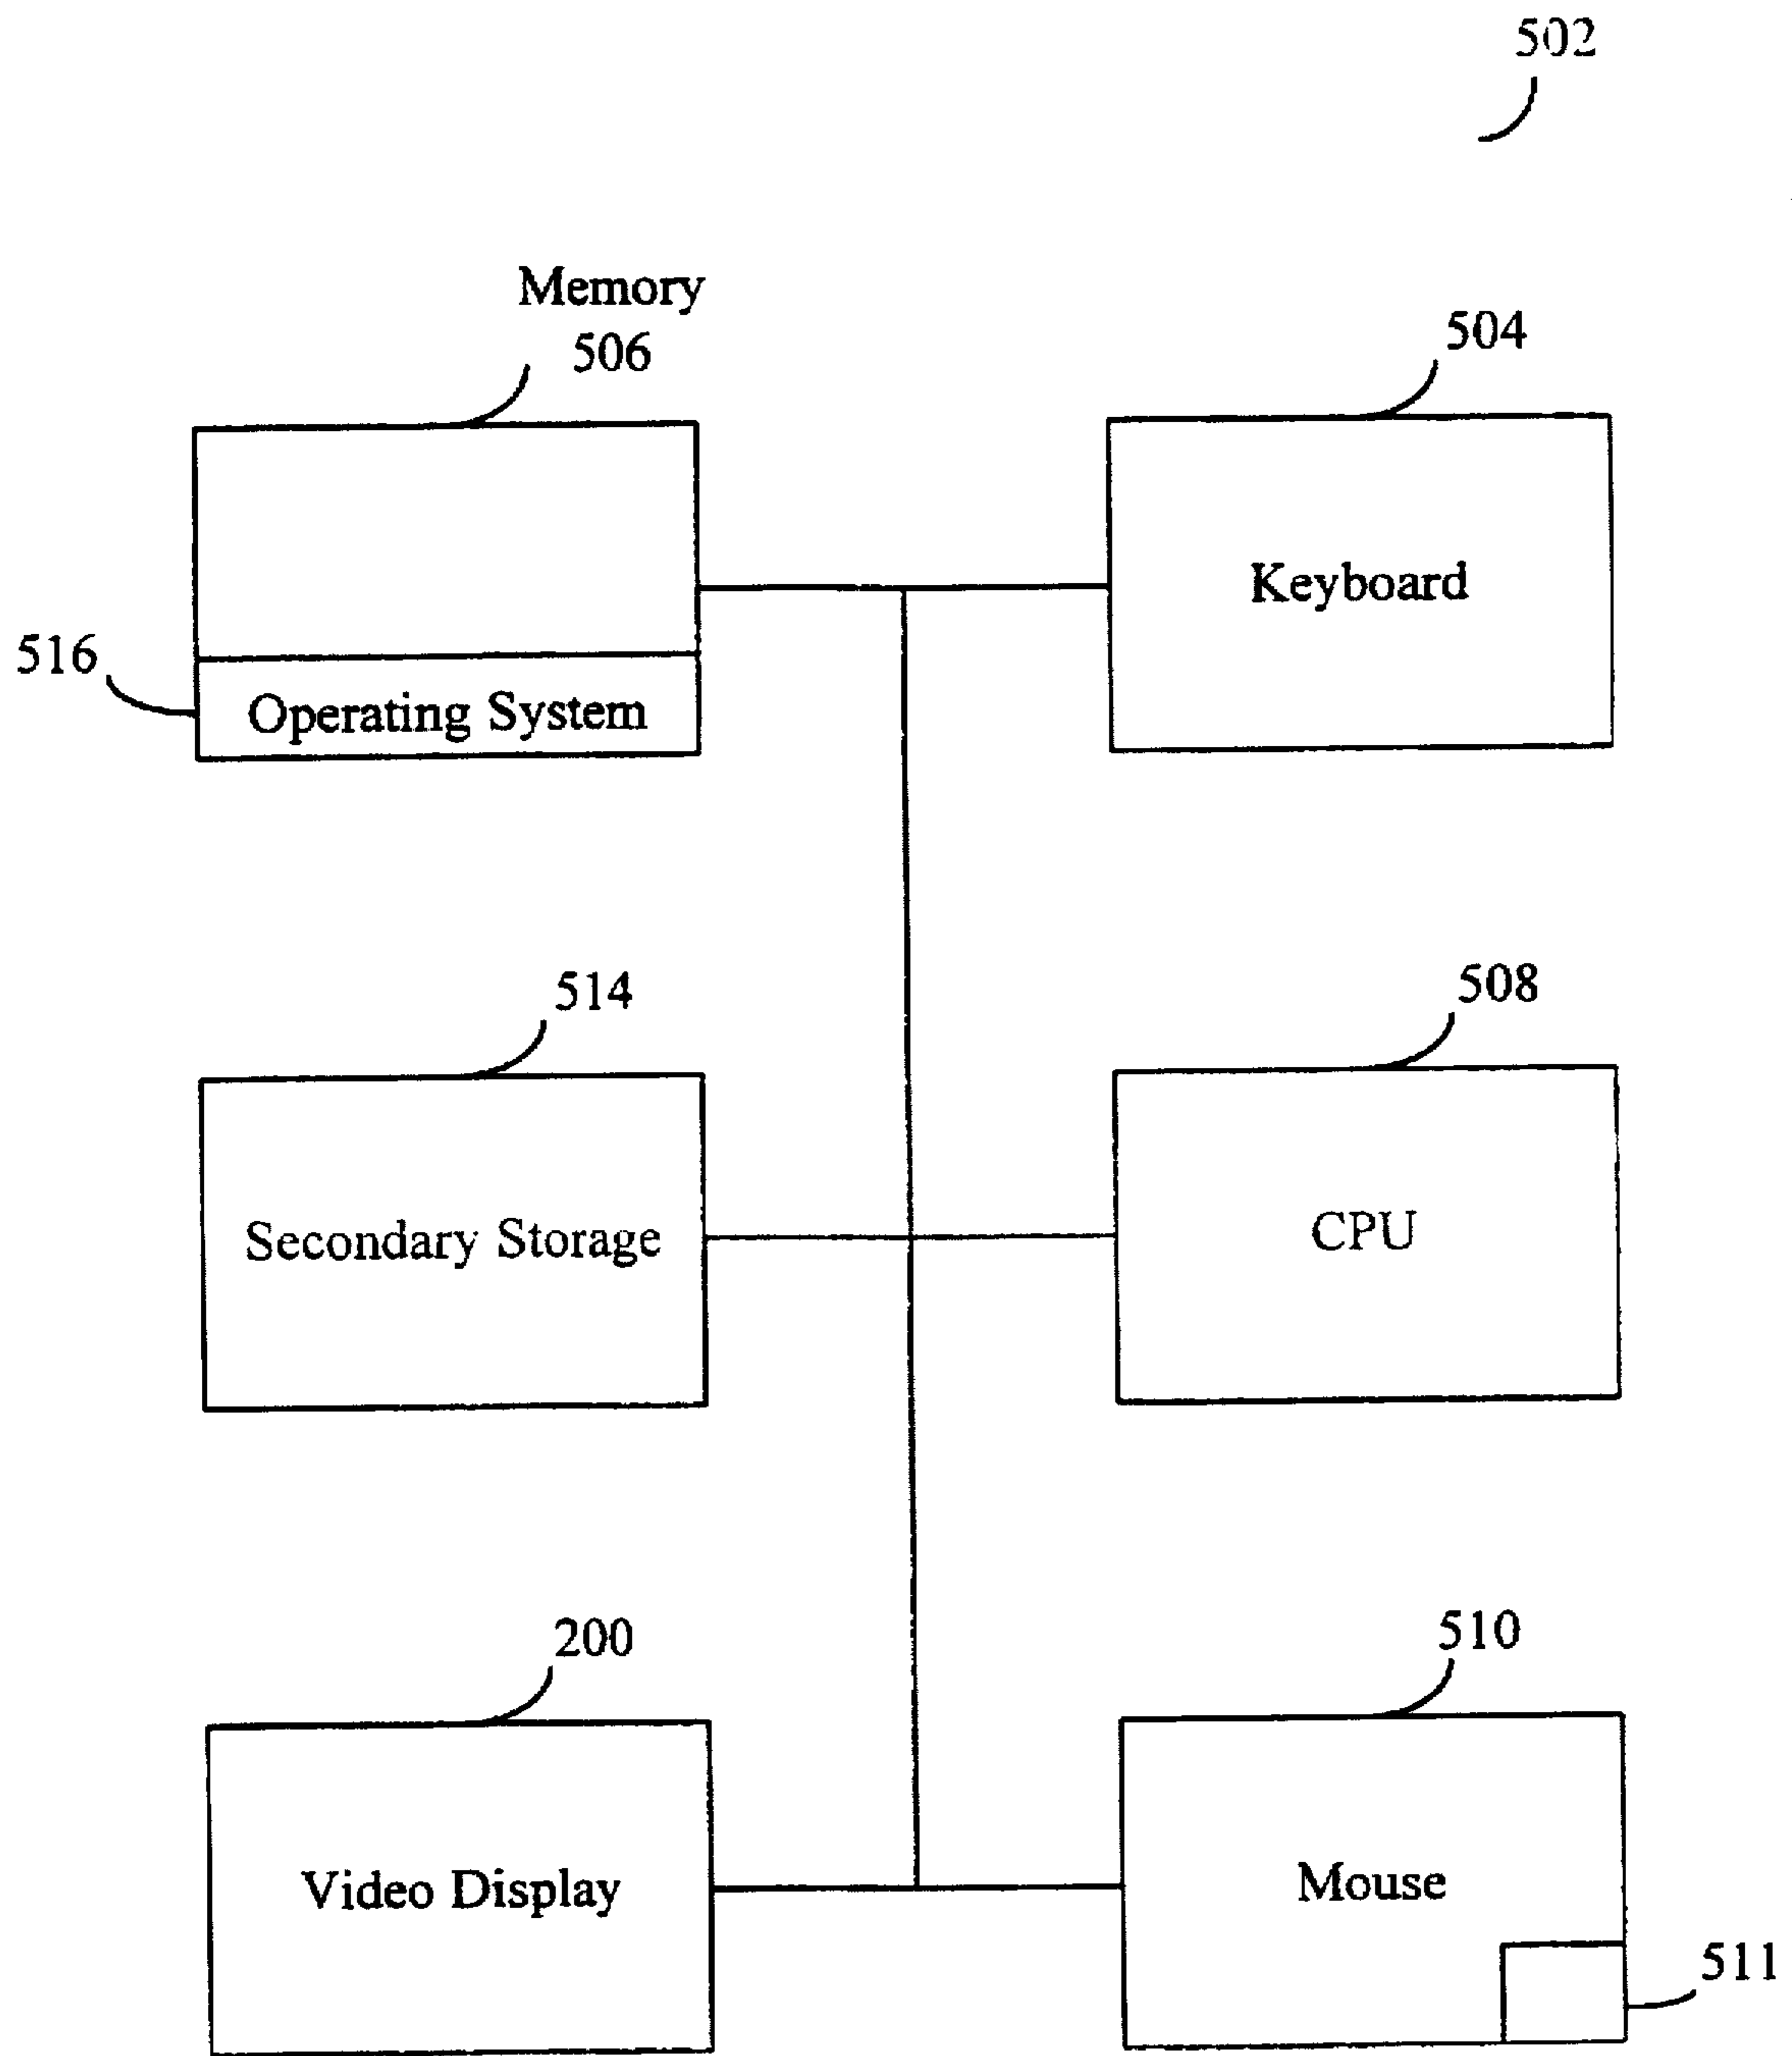 502
Memory
506
504
Keyboard
516
Operating System
514
508
Secondary Storage
CPU
200
510
Video Display
Mouse
511